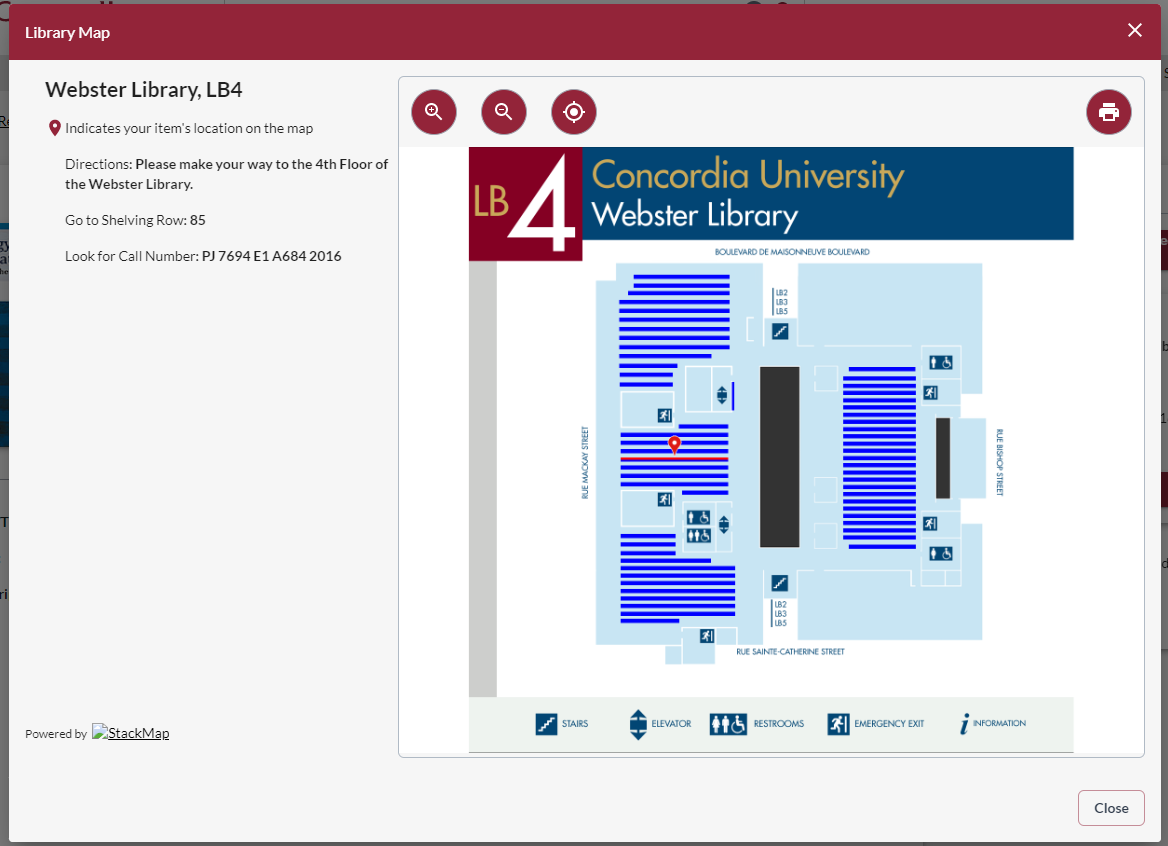 Library Map
Webster Library, LB4
Indicates your item's location on the map
Directions: Please make your way to the 4th Floor of
the Webster Library.
Go to Shelving Row: 85
Look for Call Number: PJ 7694 E1 A684 2016
LB 4
Concordia University
Webster Library
BOULEVARD DE MAISONNEUVE BOULEVARD
LB2
LB3
LB5
RUE MACKAY STREET
RUE BISHOP STREET
LB2
LB3
LB5
RUE SAINTE-CATHERINE STREET
STAIRS
ELEVATOR
RESTROOMS
EMERGENCY EXIT
INFORMATION
Powered by StackMap
Close